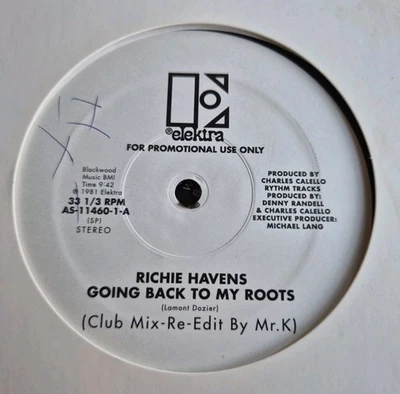 elektra
FOR PROMOTIONAL USE ONLY
Blackwood
Music BMI
Time 9:42
℗ 1981 Elektra
33 1/3 RPM
AS-11460-1-A
(SP)
STEREO
PRODUCED BY
CHARLES CALELLO
RYTHM TRACKS
PRODUCED BY:
DENNY RANDELL
& CHARLES CALELLO
EXECUTIVE PRODUCER:
MICHAEL LANG
RICHIE HAVENS
GOING BACK TO MY ROOTS
(Lamont Dozier)
(Club Mix-Re-Edit By Mr.K)